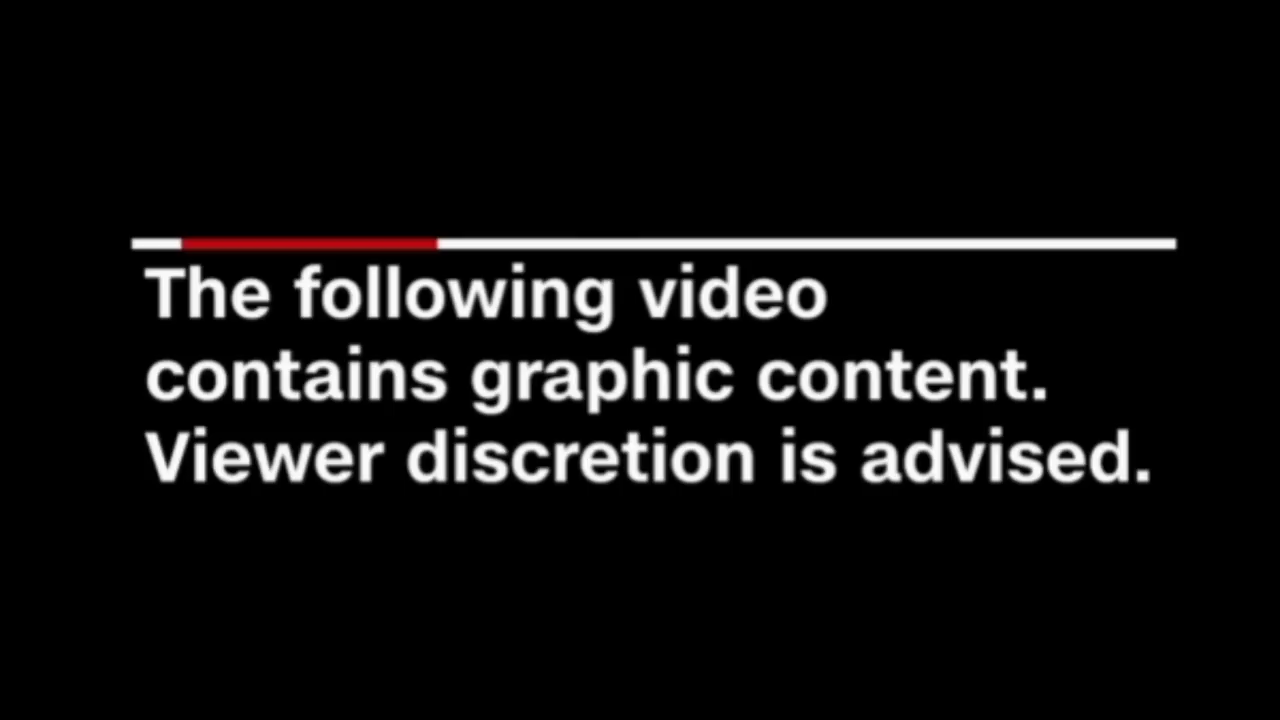 The following video
contains graphic content.
Viewer discretion is advised.